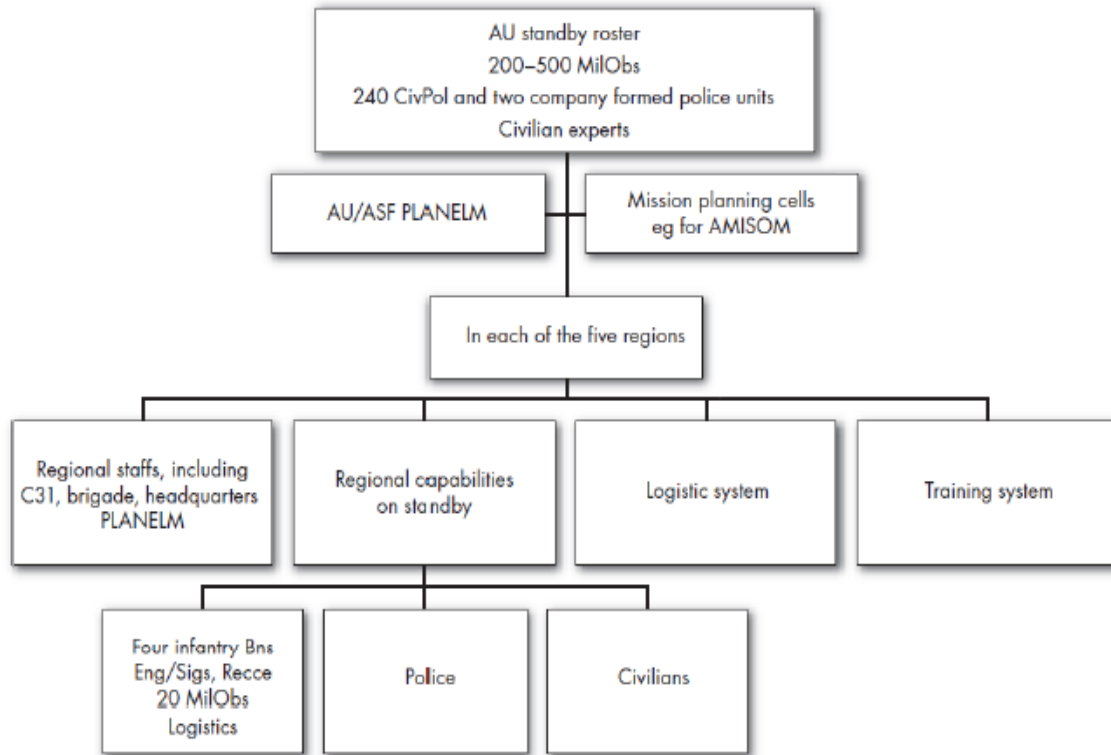 AU standby roster
200–500 MilObs
240 CivPol and two company formed police units
Civilian experts
AU/ASF PLANELM
Mission planning cells
eg for AMISOM
In each of the five regions
Regional staffs, including
C31, brigade, headquarters
PLANELM
Regional capabilities
on standby
Logistic system
Training system
Four infantry Bns
Eng/Sigs, Recce
20 MilObs
Logistics
Police
Civilians